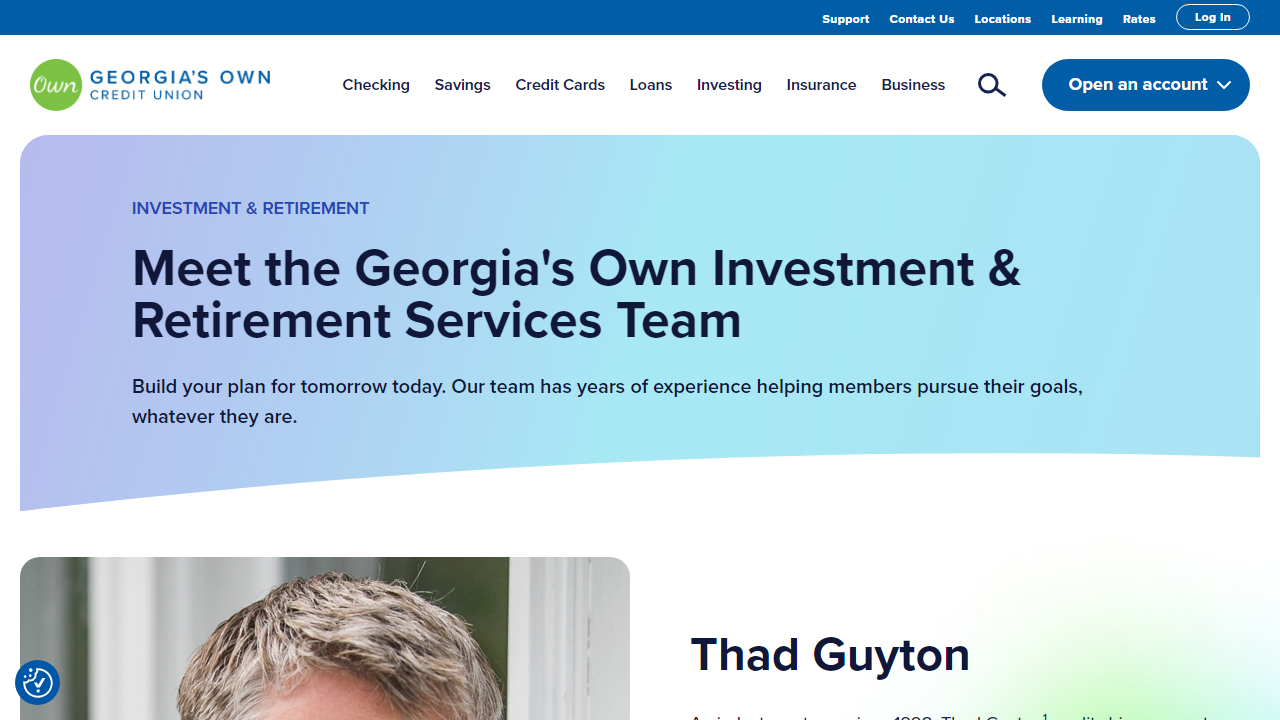 Support Contact Us Locations Learning Rates Log In
Own GEORGIA'S OWN
CREDIT UNION
Checking Savings Credit Cards Loans Investing Insurance Business Open an account
INVESTMENT & RETIREMENT
Meet the Georgia's Own Investment &
Retirement Services Team
Build your plan for tomorrow today. Our team has years of experience helping members pursue their goals,
whatever they are.
Thad Guyton